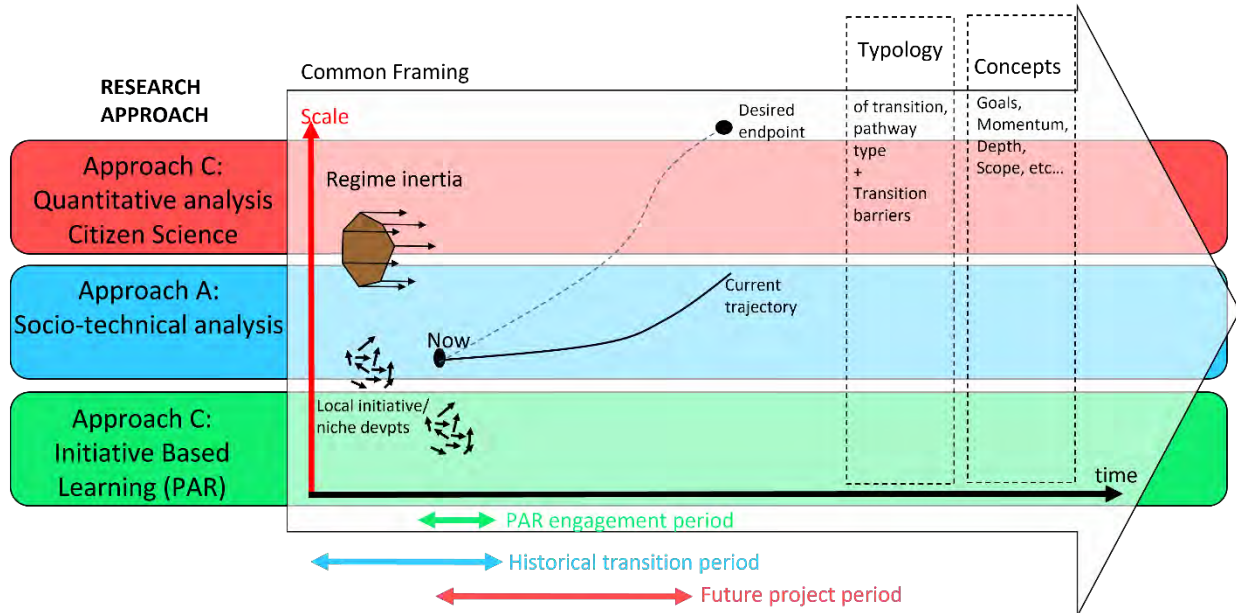 RESEARCH
APPROACH
Common Framing
Typology
Concepts
Scale
Desired
endpoint
of transition,
pathway
type
+
Transition
barriers
Goals,
Momentum,
Depth,
Scope, etc...
Approach C:
Quantitative analysis
Citizen Science
Regime inertia
Approach A:
Socio-technical analysis
Current
trajectory
Now
Local initiative/
niche devpts
Approach C:
Initiative Based
Learning (PAR)
time
PAR engagement period
Historical transition period
Future project period